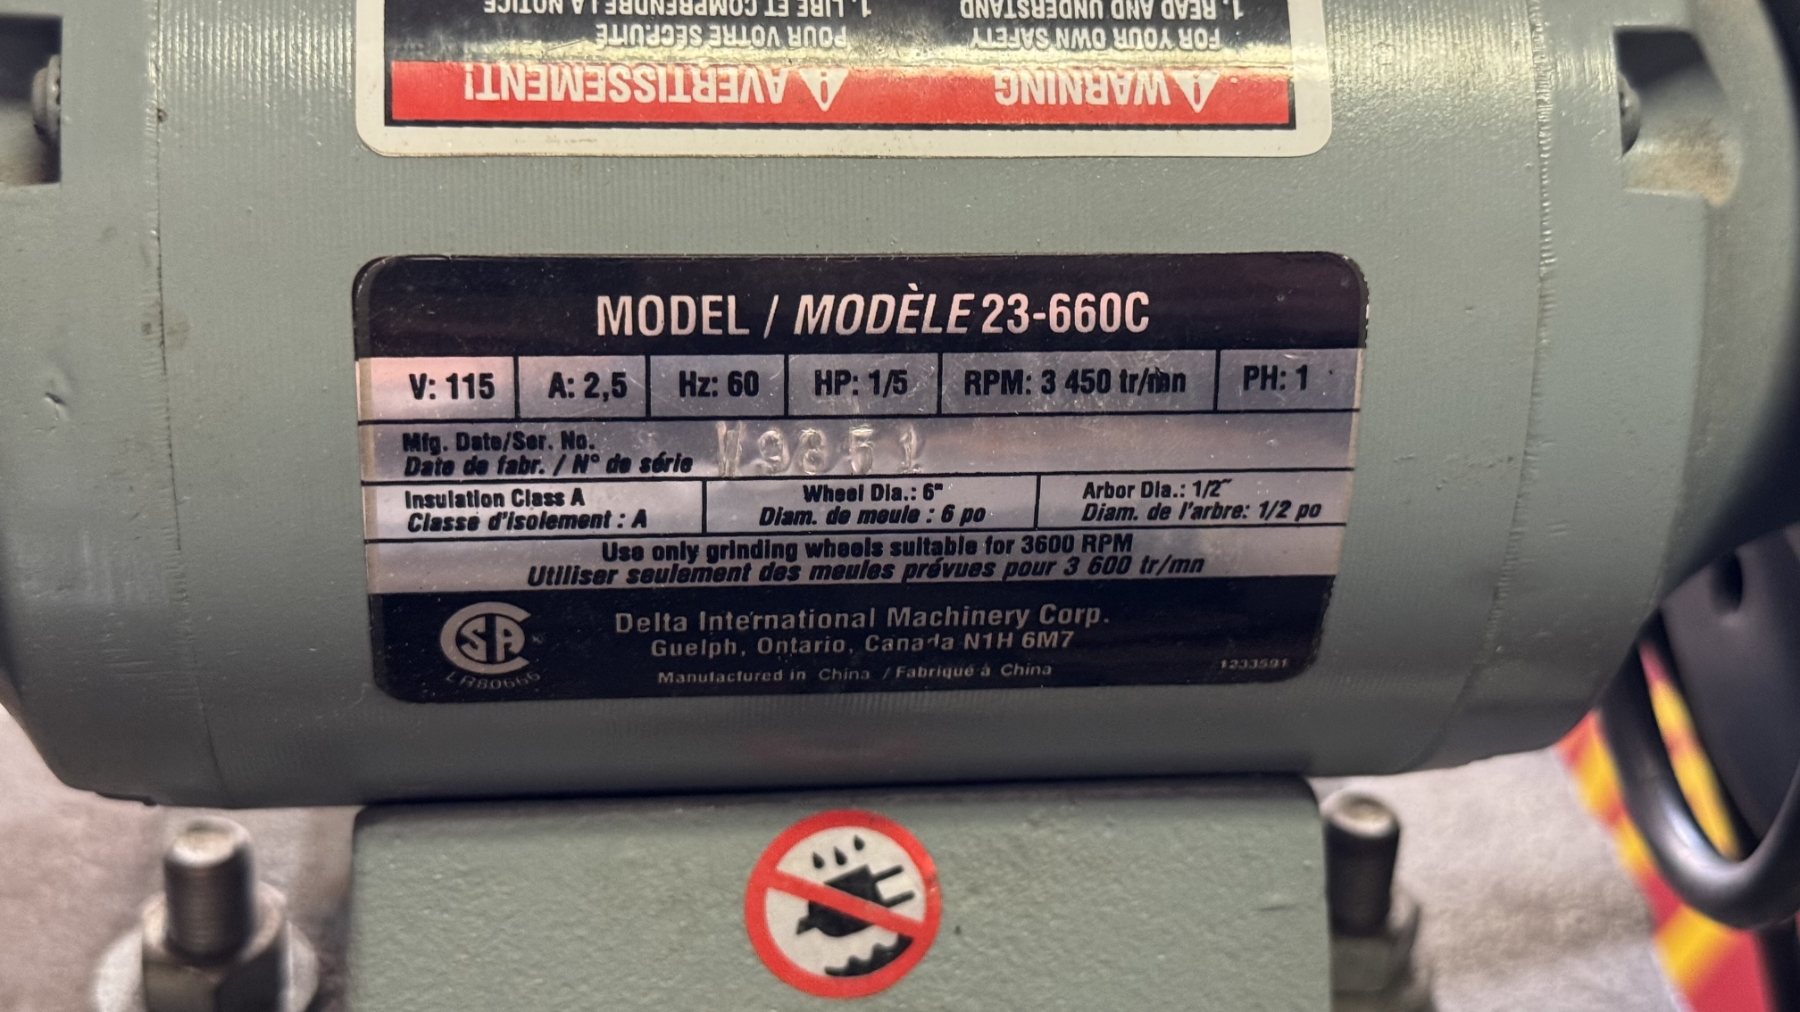 1. READ AND UNDERSTAND
FOR YOUR OWN SAFETY
WARNING
1. LIRE ET COMPRENDRE LA NOTICE
POUR VOTRE SÉCRUITÉ
AVERTISSEMENT!
MODEL / MODÈLE 23-660C
V: 115 A: 2,5 Hz: 60 HP: 1/5 RPM: 3 450 tr/mn PH: 1
Mfg. Date/Ser. No.
Date de fabr. / N° de série
Insulation Class A
Classe d'isolement : A
Wheel Dia.: 6"
Diam. de meule : 6 po
Arbor Dia.: 1/2"
Diam. de l'arbre: 1/2 po
Use only grinding wheels suitable for 3600 RPM
Utiliser seulement des meules prévues pour 3 600 tr/mn
CSA
LR80666
Delta International Machinery Corp.
Guelph, Ontario, Canada N1H 6M7
Manufactured in China / Fabriqué à China
1233591